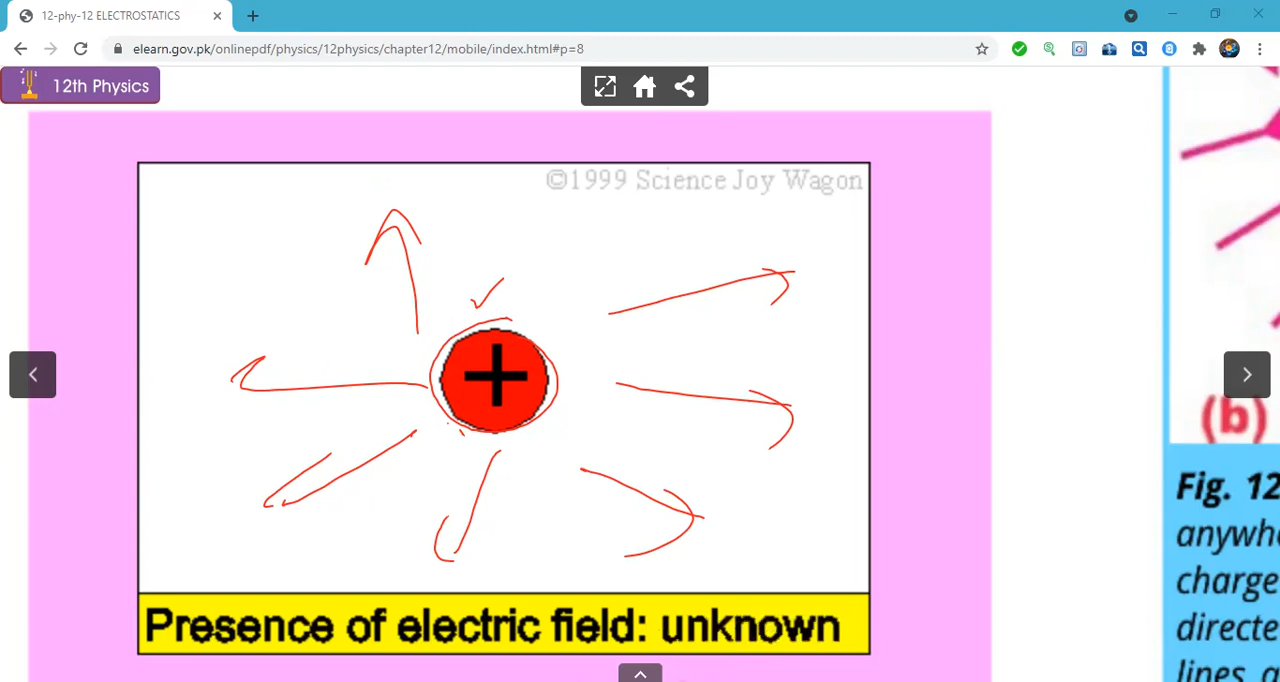 12-phy-12 ELECTROSTATICS
elearn.gov.pk/onlinepdf/physics/12physics/chapter12/mobile/index.html#p=8
12th Physics
©1999 Science Joy Wagon
+
Presence of electric field: unknown
(b)
Fig. 12
anywh
charge
directe
lines a